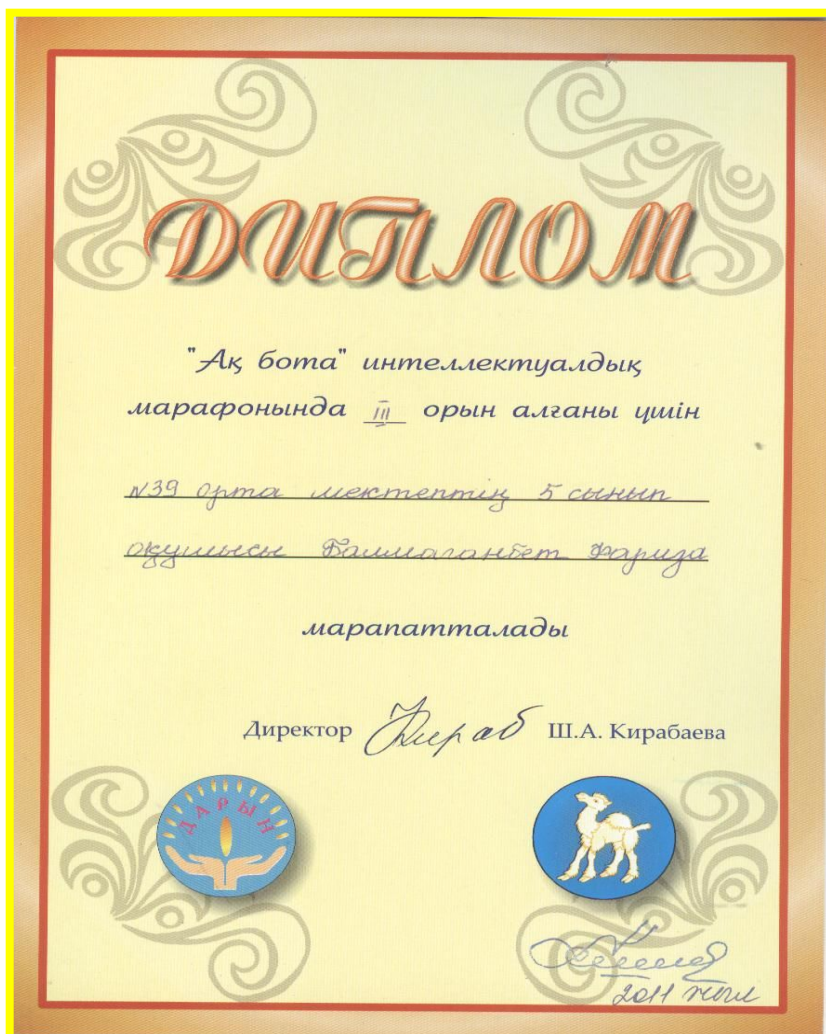 ДИПЛОМ
"Ақ бота" интеллектуалдық
марафонында III орын алғаны үшін
№39 орта мектептің 5 сынып
оқушысы Балмаганбет Фариза
марапатталады
Директор Ш.А. Кирабаева
ДАРЫН
2011 жыл